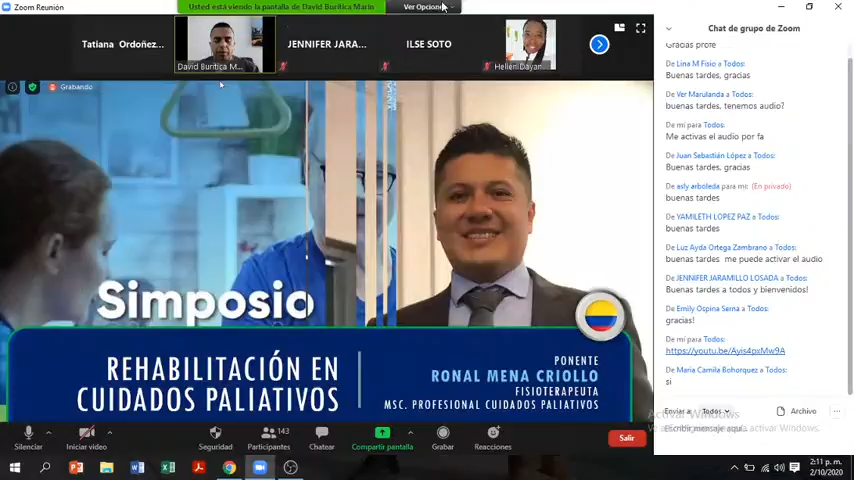 Zoom Reunión
Usted está viendo la pantalla de David Buriticá Marín
Ver Opciones
Tatiana Ordoñez...
David Buritica M...
JENNIFER JARA...
ILSE SOTO
Hellen Dayan...
Grabando
Simposio
REHABILITACIÓN EN
CUIDADOS PALIATIVOS
PONENTE
RONAL MENA CRIOLLO
FISIOTERAPEUTA
MSC. PROFESIONAL CUIDADOS PALIATIVOS
Chat de grupo de Zoom
Gracias profe
De Lina M Fisio a Todos:
Buenas tardes, gracias
De Ver Marulanda a Todos:
buenas tardes, tenemos audio?
De mí para Todos:
Me activas el audio por fa
De Juan Sebastián López a Todos:
Buenas tardes, gracias
De asly arboleda para mí: (En privado)
buenas tardes
De YAMILETH LOPEZ PAZ a Todos:
buenas tardes
De Luz Ayda Ortega Zambrano a Todos:
buenas tardes me puede activar el audio
De JENNIFER JARAMILLO LOSADA a Todos:
Buenas tardes a todos y bienvenidos!
De Emily Ospina Serna a Todos:
gracias!
De mí para Todos:
https://youtu.be/Ayis4pxMw9A
De Maria Camila Bohorquez a Todos:
si
Enviar a: Todos
Archivo
Activar Windows
Escribir mensaje aquí...
activar Windows.
Silenciar
Iniciar video
Seguridad
143
Participantes
Chatear
Compartir pantalla
Grabar
Reacciones
Salir
2:11 p. m.
2/10/2020